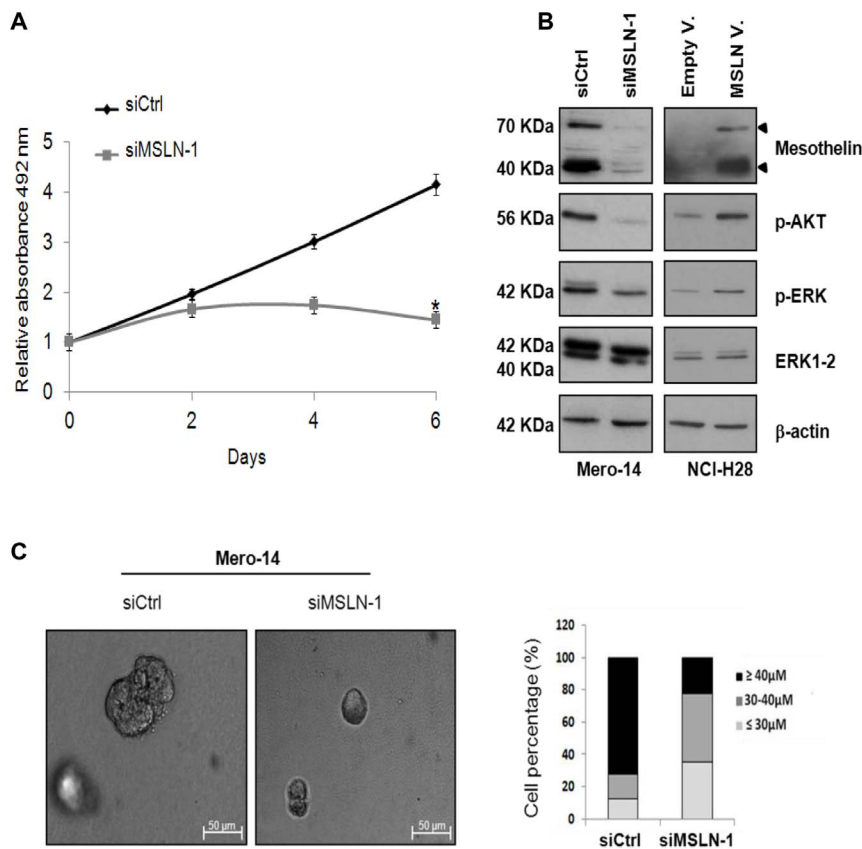 A
siCtrl
siMSLN-1
Relative absorbance 492 nm
5
4
3
2
1
0
*
0 2 4 6
Days
B
siCtrl
siMSLN-1
Empty V.
MSLN V.
70 KDa
40 KDa
Mesothelin
56 KDa
p-AKT
42 KDa
p-ERK
42 KDa
40 KDa
ERK1-2
42 KDa
β-actin
Mero-14 NCI-H28
C
Mero-14
siCtrl siMSLN-1
50 µm
50 µm
Cell percentage (%)
120
100
80
60
40
20
0
≥ 40µM
30-40µM
≤ 30µM
siCtrl siMSLN-1